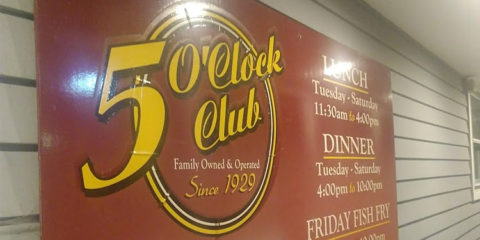 5 O'Clock
Club
Family Owned & Operated
Since 1929
LUNCH
Tuesday - Saturday
11:30am to 4:00pm
DINNER
Tuesday - Saturday
4:00pm to 10:00pm
FRIDAY FISH FRY